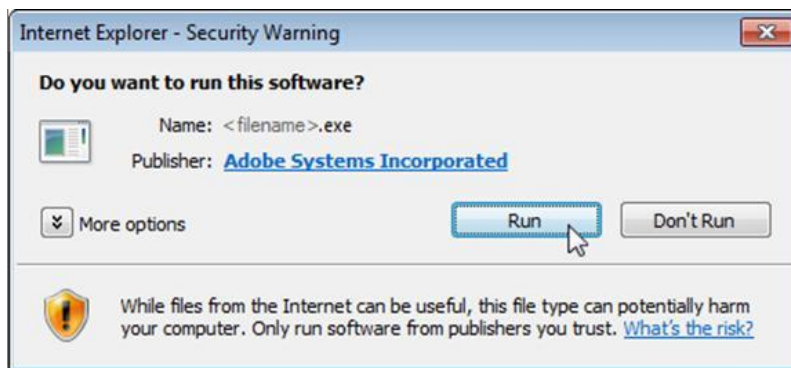 Internet Explorer - Security Warning
Do you want to run this software?
Name: <filename>.exe
Publisher: Adobe Systems Incorporated
More options
Run
Don't Run
While files from the Internet can be useful, this file type can potentially harm
your computer. Only run software from publishers you trust. What's the risk?